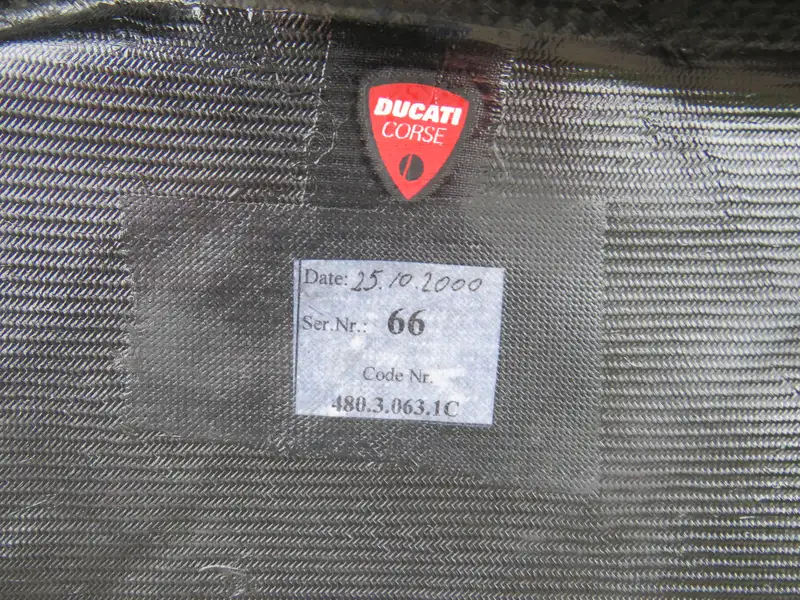 DUCATI
CORSE
Date: 25.10.2000
Ser.Nr.: 66
Code Nr.
480.3.063.1C